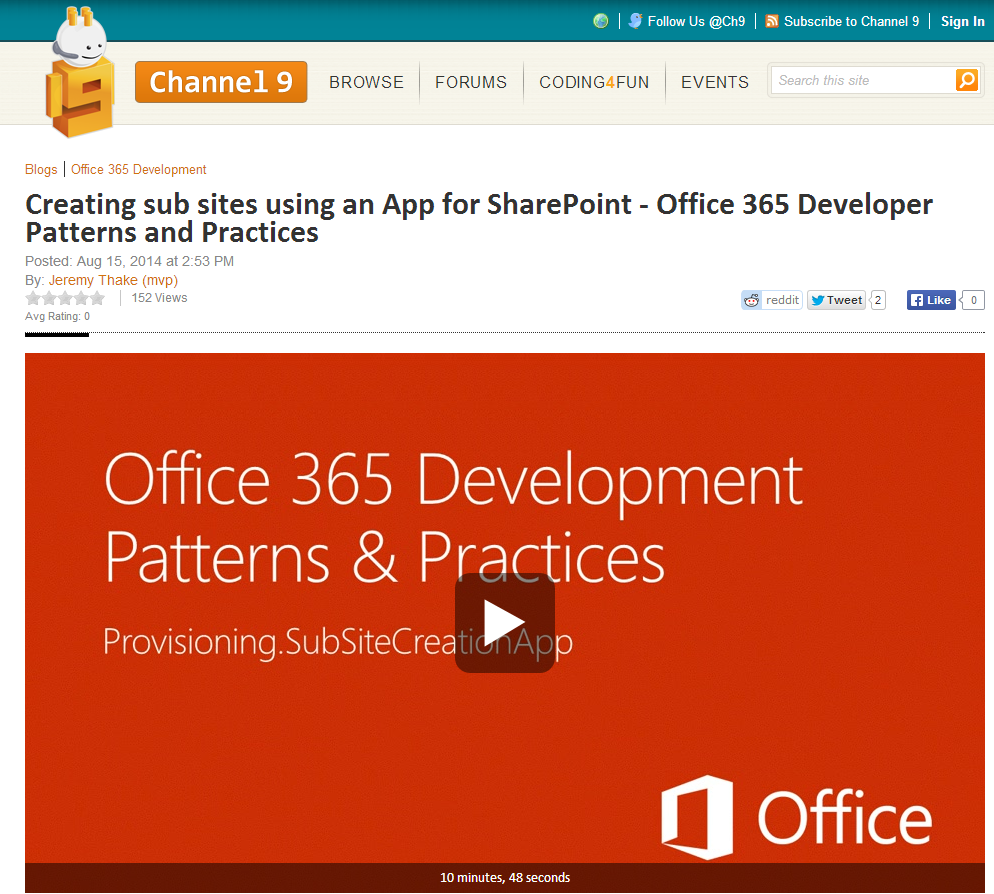 Follow Us @Ch9
Subscribe to Channel 9
Sign In
9
Channel 9
BROWSE
FORUMS
CODING4FUN
EVENTS
Search this site
Blogs | Office 365 Development
Creating sub sites using an App for SharePoint - Office 365 Developer
Patterns and Practices
Posted: Aug 15, 2014 at 2:53 PM
By: Jeremy Thake (mvp)
152 Views
Avg Rating: 0
reddit
Tweet
2
Like
0
Office 365 Development
Patterns & Practices
Provisioning.SubSiteCreationApp
Office
10 minutes, 48 seconds